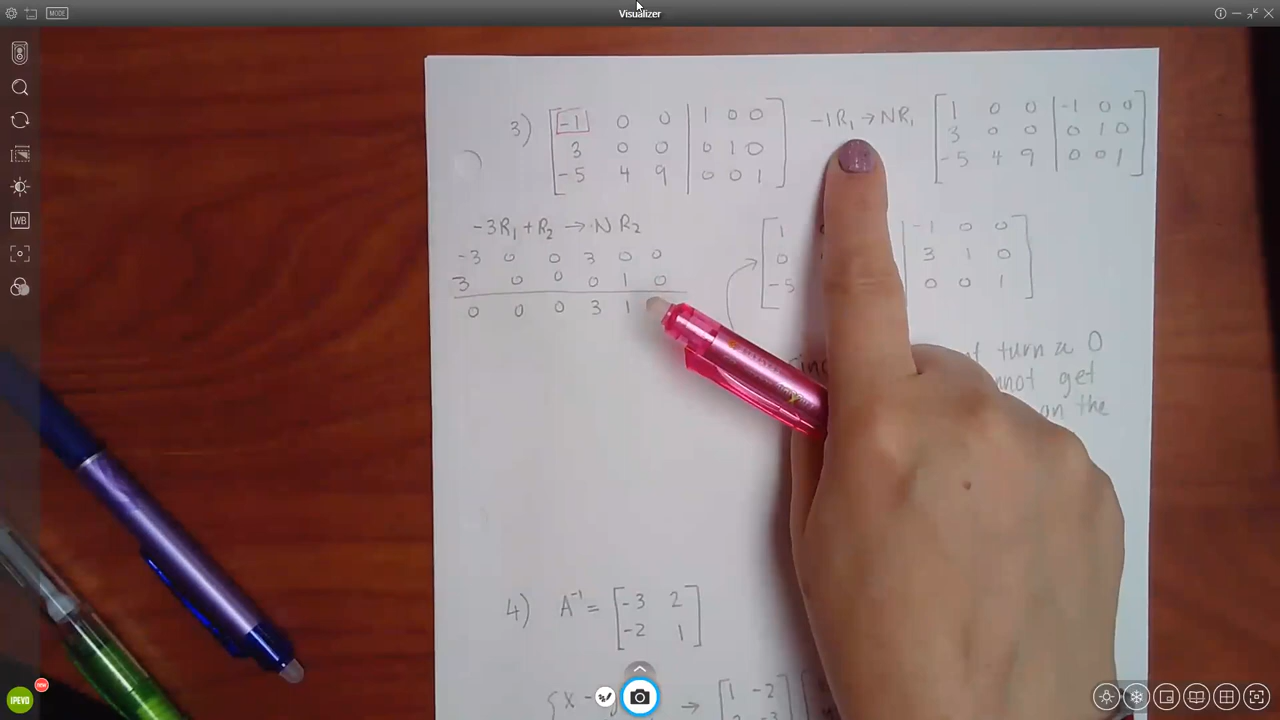 MODE
Visualizer
WB
3) [ -1 0 0 | 1 0 0 ] -1R₁ → NR₁ [ 1 0 0 | -1 0 0 ]
[ 3 0 0 | 0 1 0 ] [ 3 0 0 | 0 1 0 ]
[ -5 4 9 | 0 0 1 ] [ -5 4 9 | 0 0 1 ]
-3R₁ + R₂ → NR₂
-3 0 0 3 0 0
3 0 0 0 1 0
0 0 0 3 1
[ 1 | -1 0 0 ]
[ 0 | 3 1 0 ]
[ -5 | 0 0 1 ]
turn a 0
get
the
4) A⁻¹ = [ -3 2 ]
[ -2 1 ]
{ x - → [ 1 -2 ] [
IPEVO
new